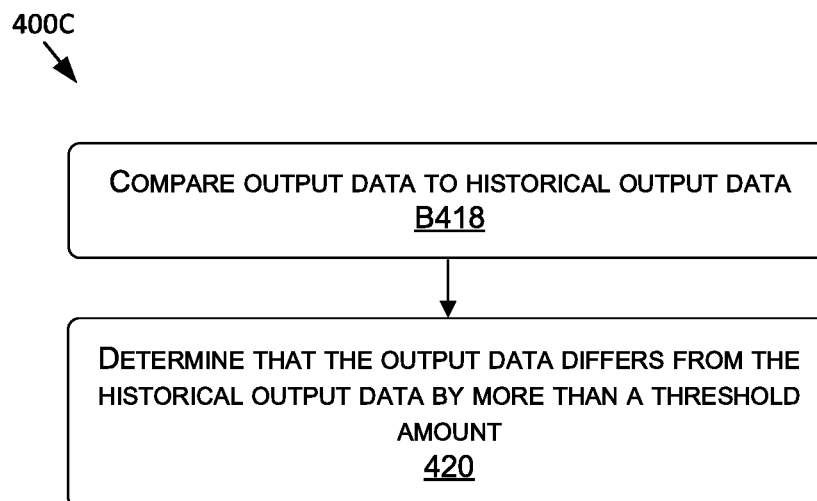 400C
COMPARE OUTPUT DATA TO HISTORICAL OUTPUT DATA
B418
DETERMINE THAT THE OUTPUT DATA DIFFERS FROM THE
HISTORICAL OUTPUT DATA BY MORE THAN A THRESHOLD
AMOUNT
420